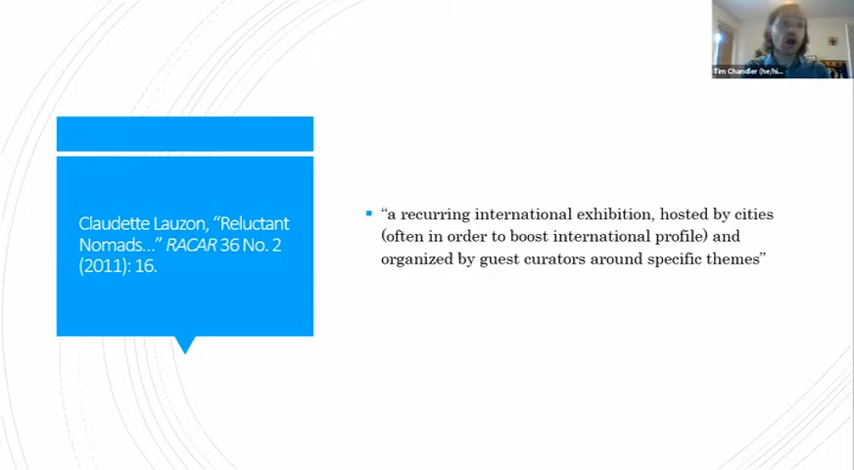 Tim Chandler (he/hi...
Claudette Lauzon, “Reluctant
Nomads...” RACAR 36 No. 2
(2011): 16.
“a recurring international exhibition, hosted by cities
(often in order to boost international profile) and
organized by guest curators around specific themes”